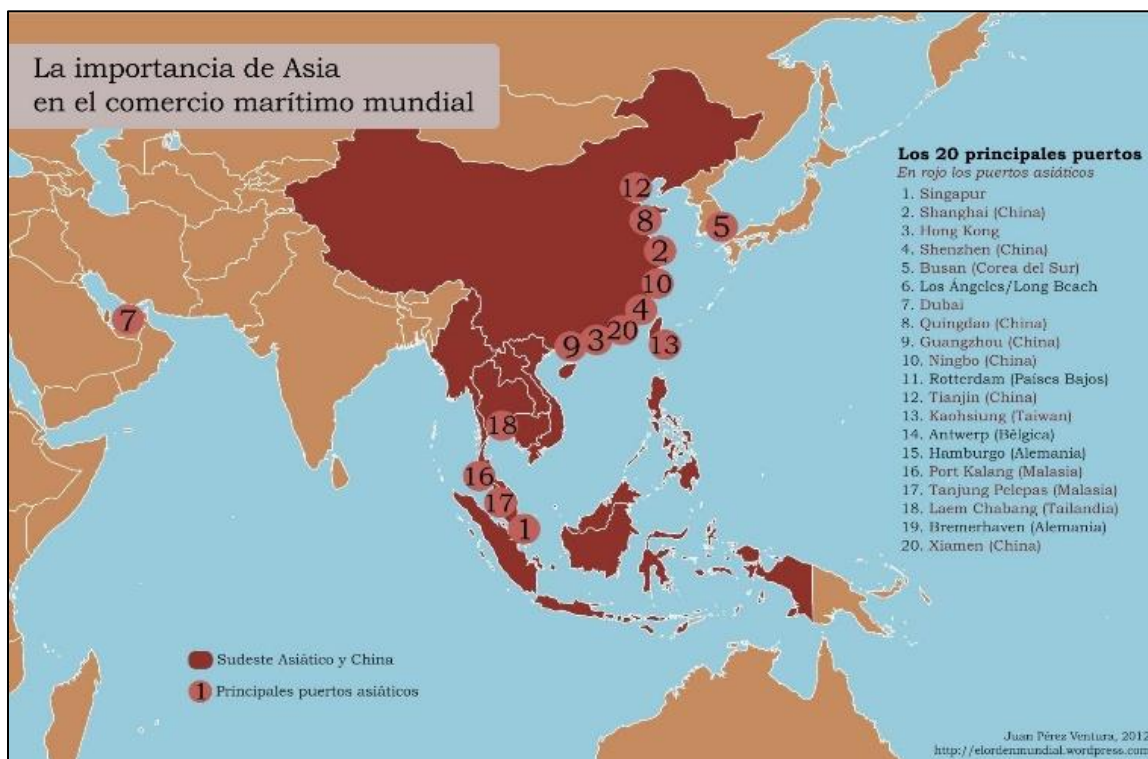 La importancia de Asia
en el comercio marítimo mundial
Los 20 principales puertos
En rojo los puertos asiáticos
1. Singapur
2. Shanghai (China)
3. Hong Kong
4. Shenzhen (China)
5. Busan (Corea del Sur)
6. Los Ángeles/Long Beach
7. Dubai
8. Quingdao (China)
9. Guangzhou (China)
10. Ningbo (China)
11. Rotterdam (Países Bajos)
12. Tianjin (China)
13. Kaohsiung (Taiwan)
14. Antwerp (Bélgica)
15. Hamburgo (Alemania)
16. Port Kalang (Malasia)
17. Tanjung Pelepas (Malasia)
18. Laem Chabang (Tailandia)
19. Bremerhaven (Alemania)
20. Xiamen (China)
12
8
5
2
10
4
7
20
3
9
13
18
16
17
1
Sudeste Asiático y China
1 Principales puertos asiáticos
Juan Pérez Ventura, 2012
http://elordenmundial.wordpress.com